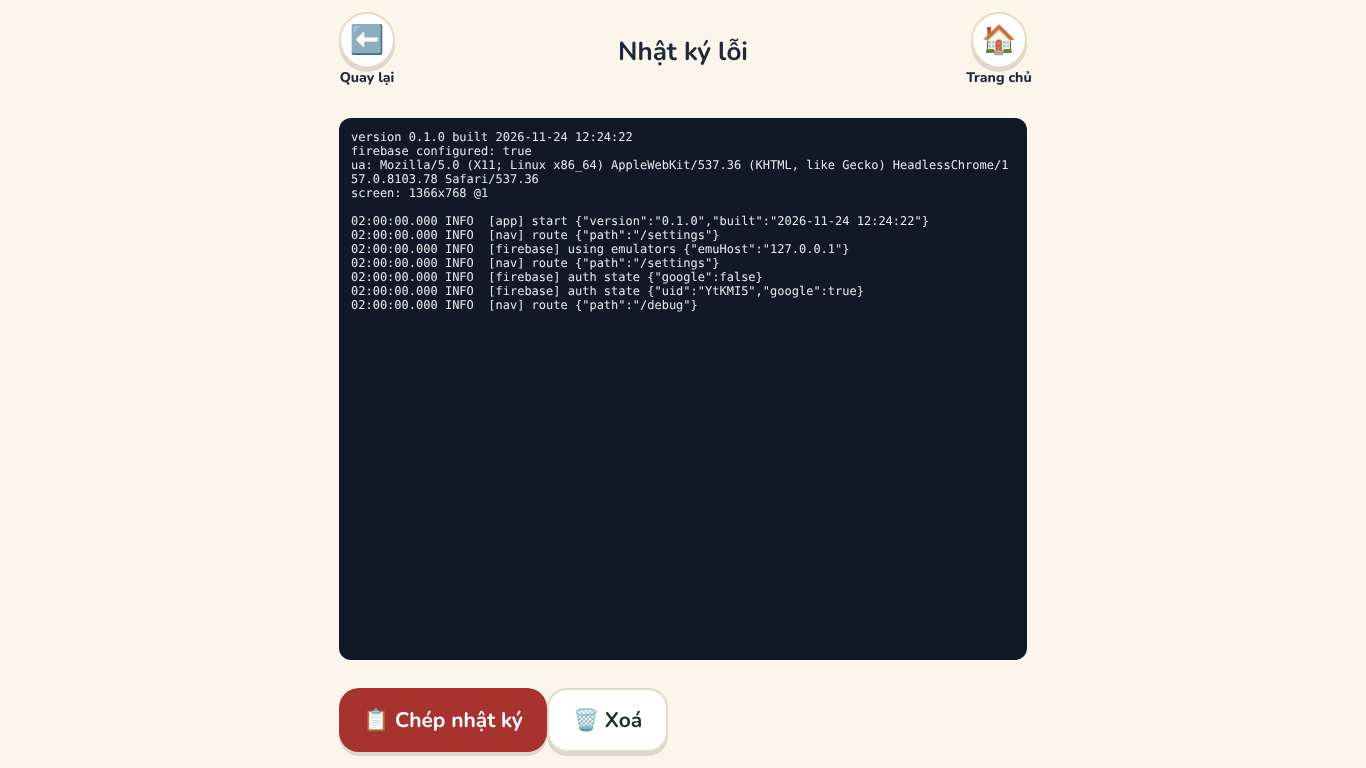 Quay lại
Nhật ký lỗi
Trang chủ
version 0.1.0 built 2026-11-24 12:24:22
firebase configured: true
ua: Mozilla/5.0 (X11; Linux x86_64) AppleWebKit/537.36 (KHTML, like Gecko) HeadlessChrome/1
57.0.8103.78 Safari/537.36
screen: 1366x768 @1
02:00:00.000 INFO  [app] start {"version":"0.1.0","built":"2026-11-24 12:24:22"}
02:00:00.000 INFO  [nav] route {"path":"/settings"}
02:00:00.000 INFO  [firebase] using emulators {"emuHost":"127.0.0.1"}
02:00:00.000 INFO  [nav] route {"path":"/settings"}
02:00:00.000 INFO  [firebase] auth state {"google":false}
02:00:00.000 INFO  [firebase] auth state {"uid":"YtKMI5","google":true}
02:00:00.000 INFO  [nav] route {"path":"/debug"}
Chép nhật ký
Xoá